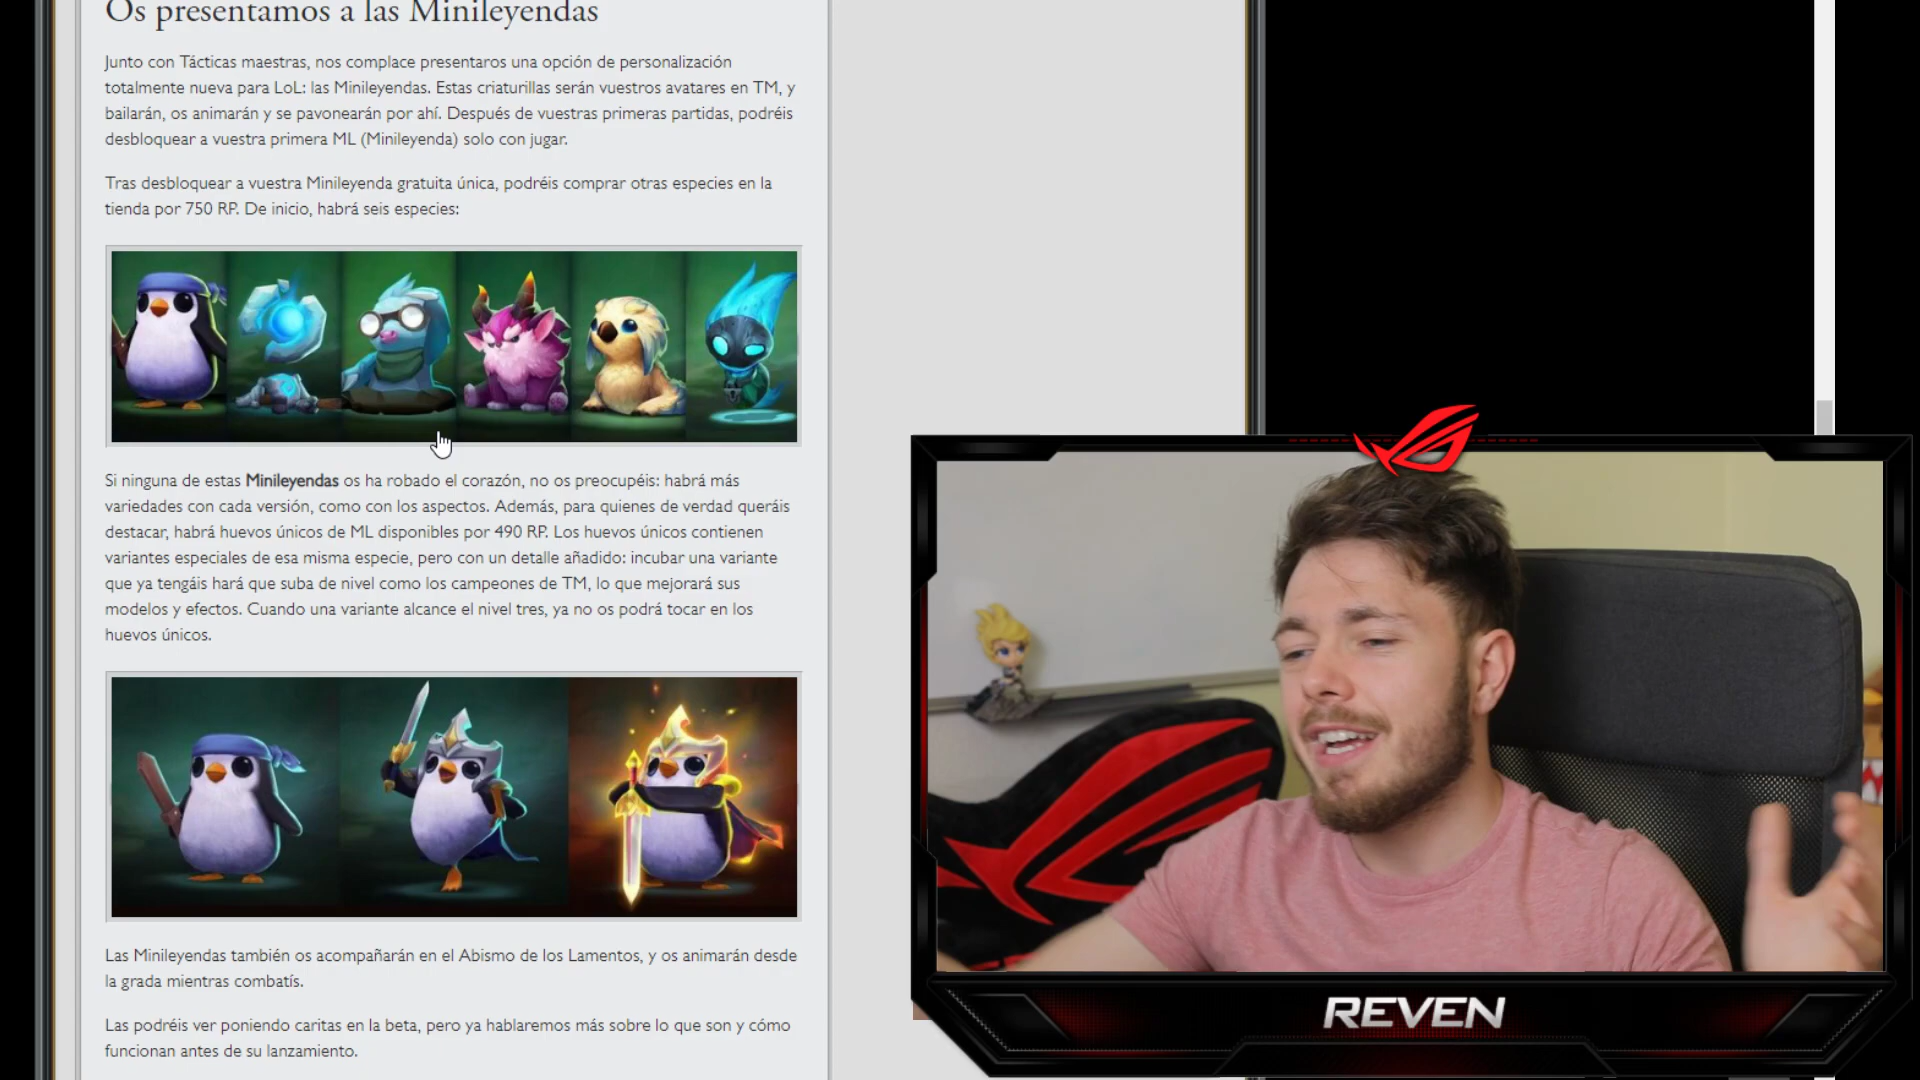 Os presentamos a las Minileyendas
Junto con Tácticas maestras, nos complace presentaros una opción de personalización
totalmente nueva para LoL: las Minileyendas. Estas criaturillas serán vuestros avatares en TM, y
bailarán, os animarán y se pavonearán por ahí. Después de vuestras primeras partidas, podréis
desbloquear a vuestra primera ML (Minileyenda) solo con jugar.
Tras desbloquear a vuestra Minileyenda gratuita única, podréis comprar otras especies en la
tienda por 750 RP. De inicio, habrá seis especies:
Si ninguna de estas Minileyendas os ha robado el corazón, no os preocupéis: habrá más
variedades con cada versión, como con los aspectos. Además, para quienes de verdad queráis
destacar, habrá huevos únicos de ML disponibles por 490 RP. Los huevos únicos contienen
variantes especiales de esa misma especie, pero con un detalle añadido: incubar una variante
que ya tengáis hará que suba de nivel como los campeones de TM, lo que mejorará sus
modelos y efectos. Cuando una variante alcance el nivel tres, ya no os podrá tocar en los
huevos únicos.
Las Minileyendas también os acompañarán en el Abismo de los Lamentos, y os animarán desde
la grada mientras combatís.
Las podréis ver poniendo caritas en la beta, pero ya hablaremos más sobre lo que son y cómo
funcionan antes de su lanzamiento.
REVEN